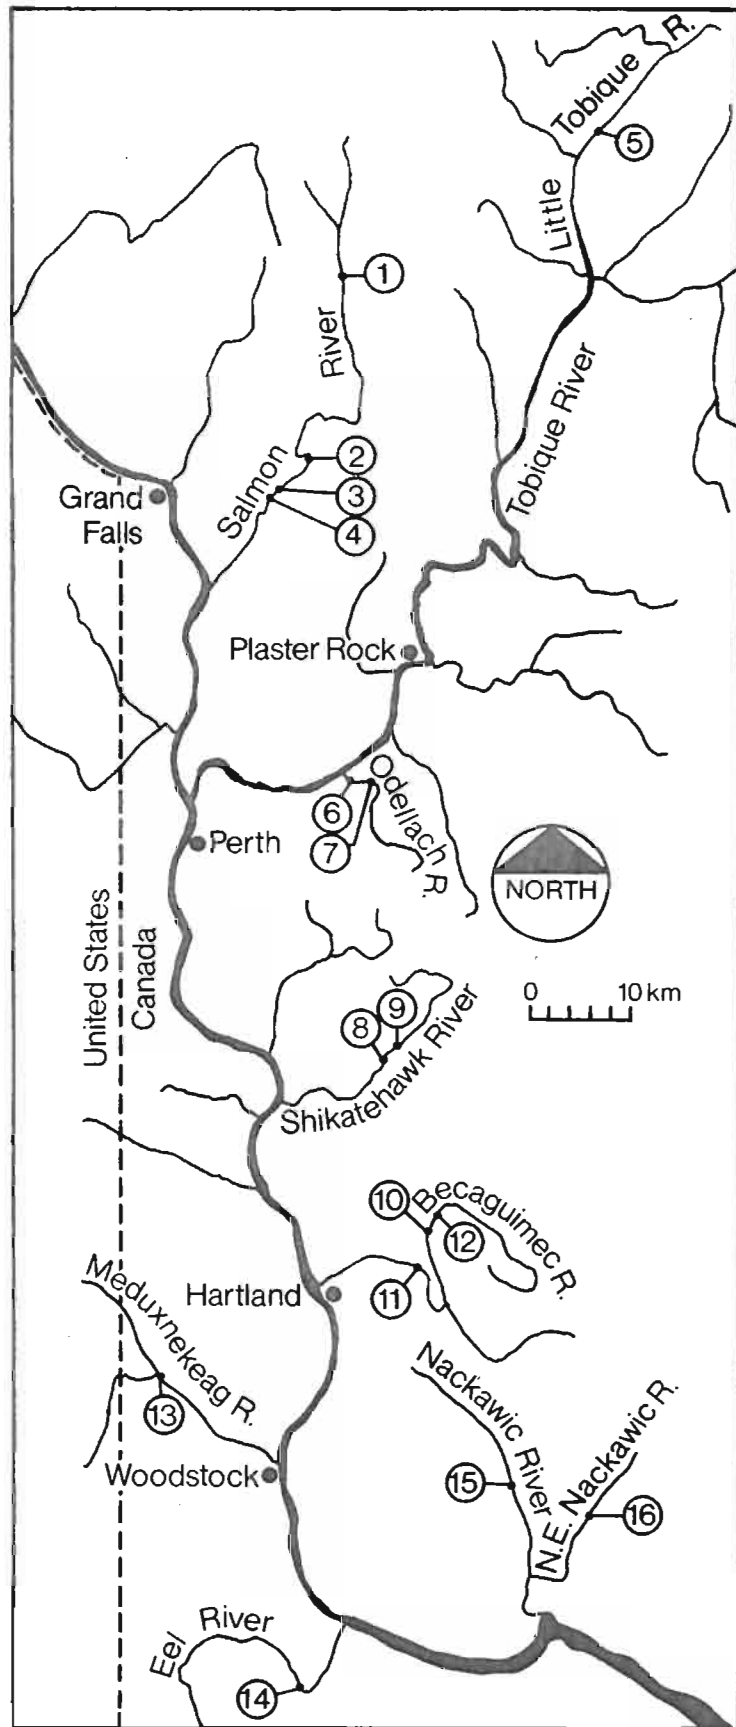 Little Tobique R.
5
1
Salmon River
Tobique River
2
3
4
Grand
Falls
Plaster Rock
6
7
Odellach R.
Perth
NORTH
0 10 km
United States
Canada
8
9
Shikatehawk River
10
12
Becaguimec R.
11
Hartland
Meduxnekeag R.
13
Nackawic River
N.E. Nackawic R.
15
16
Woodstock
Eel River
14